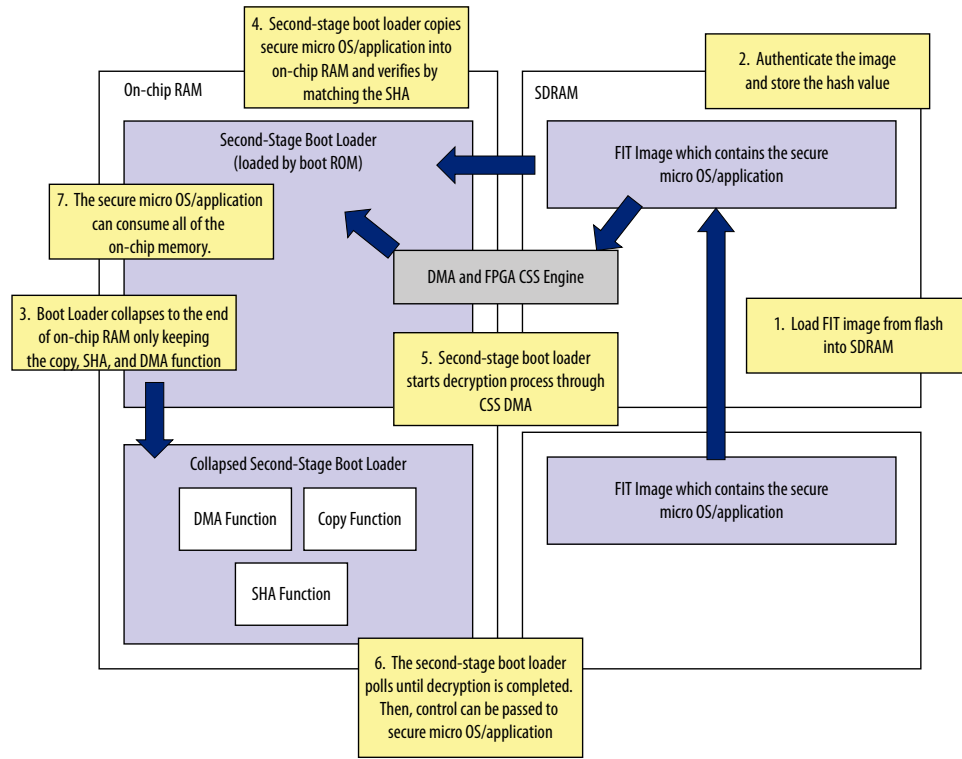 4. Second-stage boot loader copies
secure micro OS/application into
on-chip RAM and verifies by
matching the SHA
2. Authenticate the image
and store the hash value
On-chip RAM
SDRAM
Second-Stage Boot Loader
(loaded by boot ROM)
FIT Image which contains the secure
micro OS/application
7. The secure micro OS/application
can consume all of the
on-chip memory.
DMA and FPGA CSS Engine
3. Boot Loader collapses to the end
of on-chip RAM only keeping
the copy, SHA, and DMA function
1. Load FIT image from flash
into SDRAM
5. Second-stage boot loader
starts decryption process through
CSS DMA
Collapsed Second-Stage Boot Loader
DMA Function
Copy Function
SHA Function
FIT Image which contains the secure
micro OS/application
6. The second-stage boot loader
polls until decryption is completed.
Then, control can be passed to
secure micro OS/application